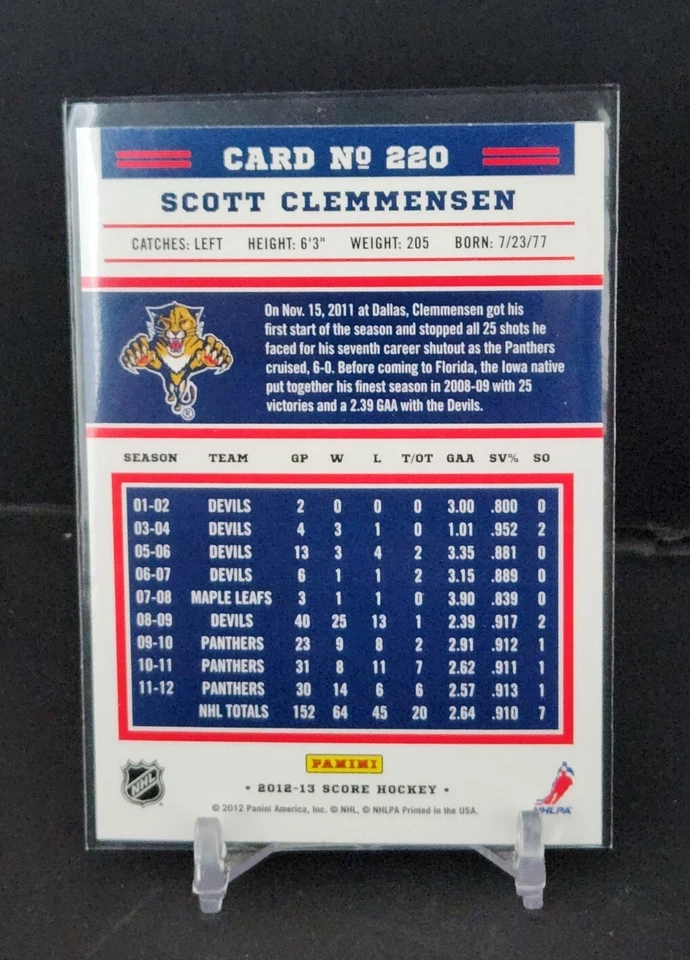 CARD Nº 220
SCOTT CLEMMENSEN
CATCHES: LEFT HEIGHT: 6'3" WEIGHT: 205 BORN: 7/23/77
On Nov. 15, 2011 at Dallas, Clemmensen got his
first start of the season and stopped all 25 shots he
faced for his seventh career shutout as the Panthers
cruised, 6-0. Before coming to Florida, the Iowa native
put together his finest season in 2008-09 with 25
victories and a 2.39 GAA with the Devils.
®
SEASON TEAM GP W L T/OT GAA SV% SO
01-02 DEVILS 2 0 0 0 3.00 .800 0
03-04 DEVILS 4 3 1 0 1.01 .952 2
05-06 DEVILS 13 3 4 2 3.35 .881 0
06-07 DEVILS 6 1 1 2 3.15 .889 0
07-08 MAPLE LEAFS 3 1 1 0 3.90 .839 0
08-09 DEVILS 40 25 13 1 2.39 .917 2
09-10 PANTHERS 23 9 8 2 2.91 .912 1
10-11 PANTHERS 31 8 11 7 2.62 .911 1
11-12 PANTHERS 30 14 6 6 2.57 .913 1
NHL TOTALS 152 64 45 20 2.64 .910 7
PANINI
NHL
• 2012-13 SCORE HOCKEY •
© 2012 Panini America, Inc. © NHL, © NHLPA Printed in the USA.
NHLPA